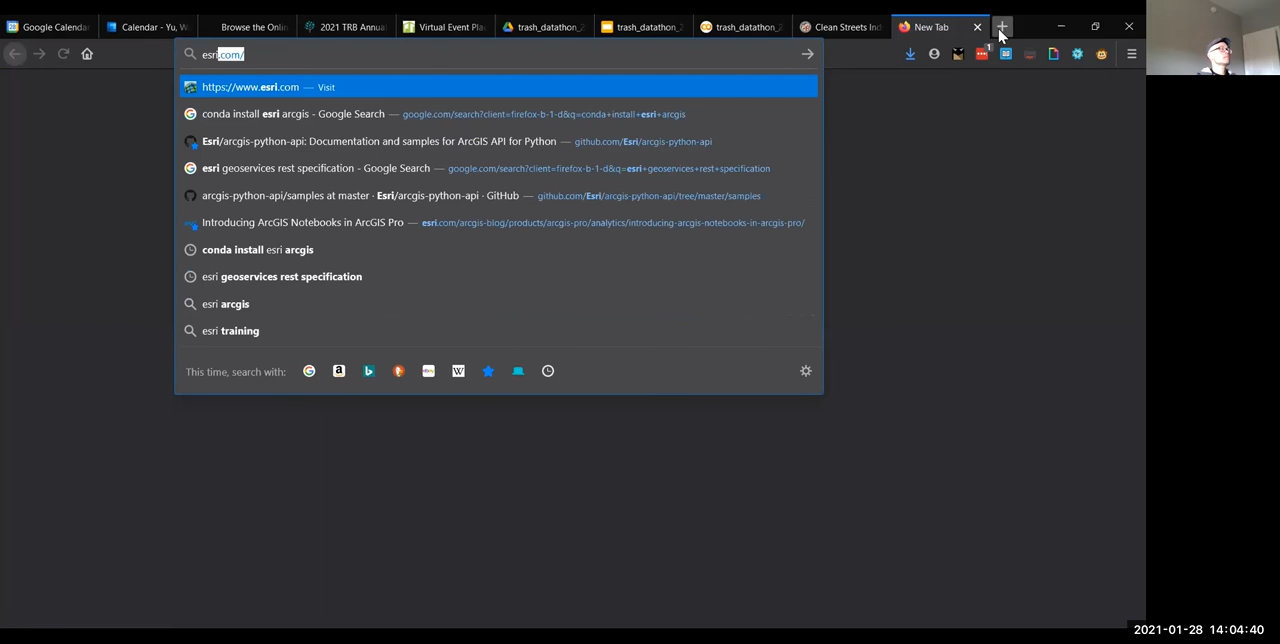 Google Calenda
Calendar - Yu, W
Browse the Onli
2021 TRB Annua
Virtual Event Pla
trash_datathon_2
trash_datathon_2
trash_datathon_2
Clean Streets Ind
New Tab
esri.com/
1
https://www.esri.com — Visit
conda install esri arcgis - Google Search — google.com/search?client=firefox-b-1-d&q=conda+install+esri+arcgis
Esri/arcgis-python-api: Documentation and samples for ArcGIS API for Python — github.com/Esri/arcgis-python-api
esri geoservices rest specification - Google Search — google.com/search?client=firefox-b-1-d&q=esri+geoservices+rest+specification
arcgis-python-api/samples at master · Esri/arcgis-python-api · GitHub — github.com/Esri/arcgis-python-api/tree/master/samples
Introducing ArcGIS Notebooks in ArcGIS Pro — esri.com/arcgis-blog/products/arcgis-pro/analytics/introducing-arcgis-notebooks-in-arcgis-pro/
conda install esri arcgis
esri geoservices rest specification
esri arcgis
esri training
This time, search with:
2021-01-28 14:04:40